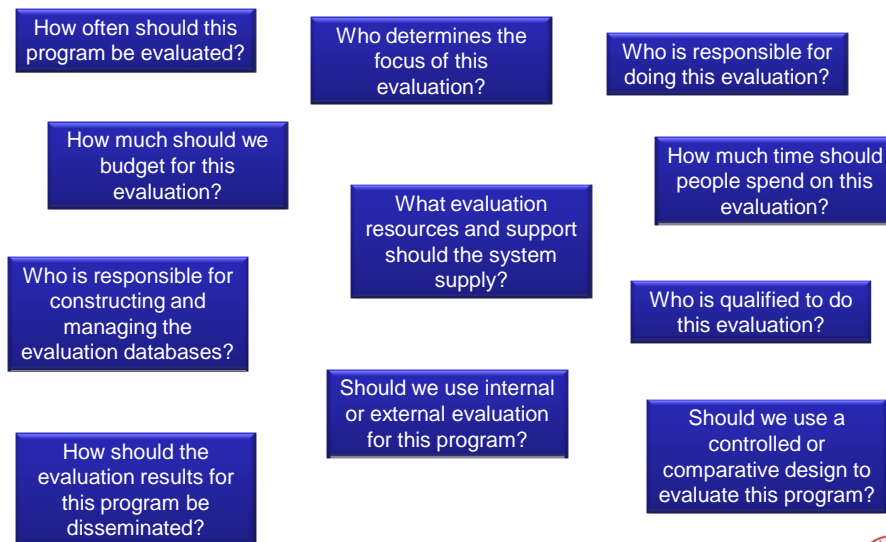 How often should this
program be evaluated?
Who determines the
focus of this
evaluation?
Who is responsible for
doing this evaluation?
How much should we
budget for this
evaluation?
How much time should
people spend on this
evaluation?
What evaluation
resources and support
should the system
supply?
Who is responsible for
constructing and
managing the
evaluation databases?
Who is qualified to do
this evaluation?
Should we use internal
or external evaluation
for this program?
Should we use a
controlled or
comparative design to
evaluate this program?
How should the
evaluation results for
this program be
disseminated?